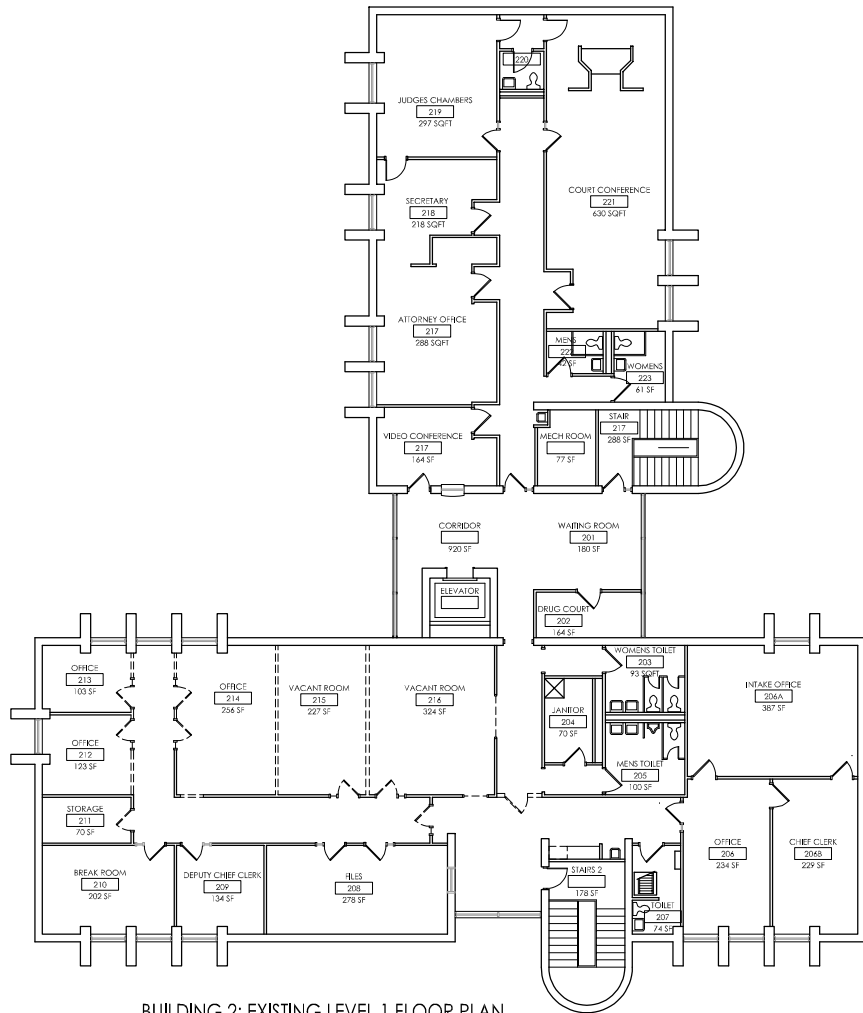 220
JUDGES CHAMBERS
219
297 SQFT
SECRETARY
218
218 SQFT
COURT CONFERENCE
221
630 SQFT
ATTORNEY OFFICE
217
288 SQFT
MENS
222
42 SF
WOMENS
223
61 SF
STAIR
217
288 SF
VIDEO CONFERENCE
217
164 SF
MECH ROOM
77 SF
CORRIDOR
920 SF
WAITING ROOM
201
180 SF
ELEVATOR
DRUG COURT
202
164 SF
WOMENS TOILET
203
93 SQFT
OFFICE
213
103 SF
OFFICE
214
256 SF
VACANT ROOM
215
227 SF
VACANT ROOM
216
324 SF
INTAKE OFFICE
206A
387 SF
JANITOR
204
70 SF
OFFICE
212
123 SF
MENS TOILET
205
100 SF
STORAGE
211
70 SF
OFFICE
206
234 SF
CHIEF CLERK
206B
229 SF
BREAK ROOM
210
202 SF
DEPUTY CHIEF CLERK
209
134 SF
FILES
208
278 SF
STAIRS 2
178 SF
TOILET
207
74 SF
BUILDING 2: EXISTING LEVEL 1 FLOOR PLAN